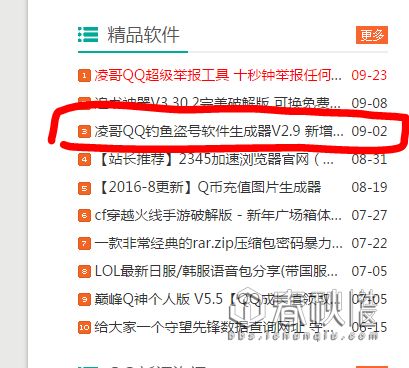 精品软件
更多
1 凌哥QQ超级举报工具 十秒钟举报任何... 09-23
3.30.2完美破解版 可换免费... 09-08
3 凌哥QQ钓鱼盗号软件生成器V2.9 新增... 09-02
4 【站长推荐】2345加速浏览器官网（... 08-31
5 【2016-8更新】Q币充值图片生成器 08-19
6 cf穿越火线手游破解版 - 新年广场箱体... 07-27
7 一款非常经典的rar.zip压缩包密码暴力... 07-22
8 LOL最新日服/韩服语音包分享(带国服... 07-05
9 巅峰Q神个人版 V5.5【QQ成长值领取... 07-05
10 给大家一个守望先锋数据查询网址 守... 06-15
bbs.ichunqiu.com